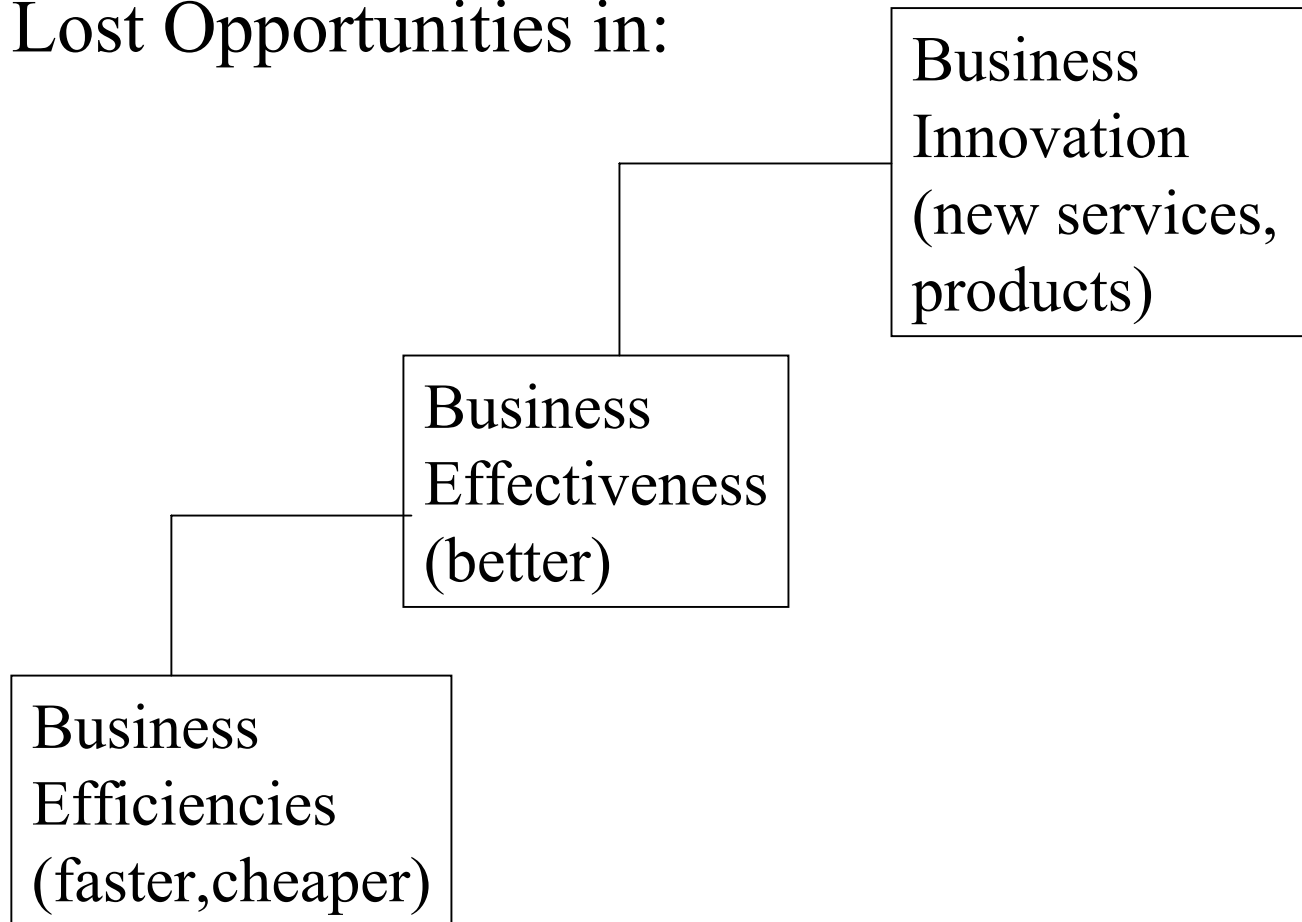 Lost Opportunities in:
Business
Innovation
(new services,
products)
Business
Effectiveness
(better)
Business
Efficiencies
(faster,cheaper)